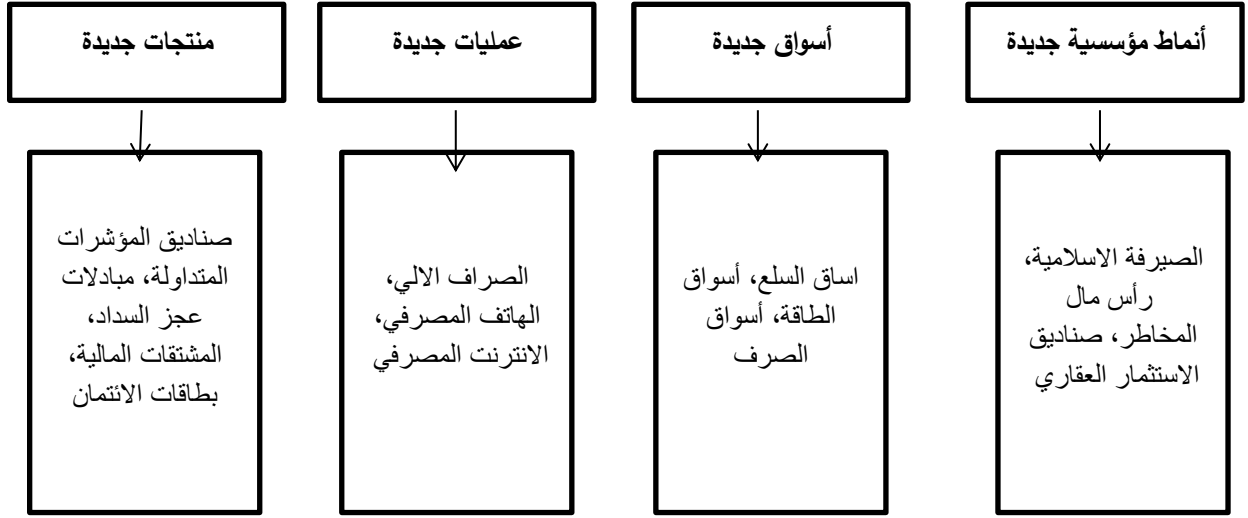 أنماط مؤسسية جديدة
أسواق جديدة
عمليات جديدة
منتجات جديدة
الصيرفة الاسلامية،
رأس مال
المخاطر، صناديق
الاستثمار العقاري
اساق السلع، أسواق
الطاقة، أسواق
الصرف
الصراف الالي،
الهاتف المصرفي،
الانترنت المصرفي
صناديق المؤشرات
المتداولة، مبادلات
عجز السداد،
المشتقات المالية،
بطاقات الائتمان